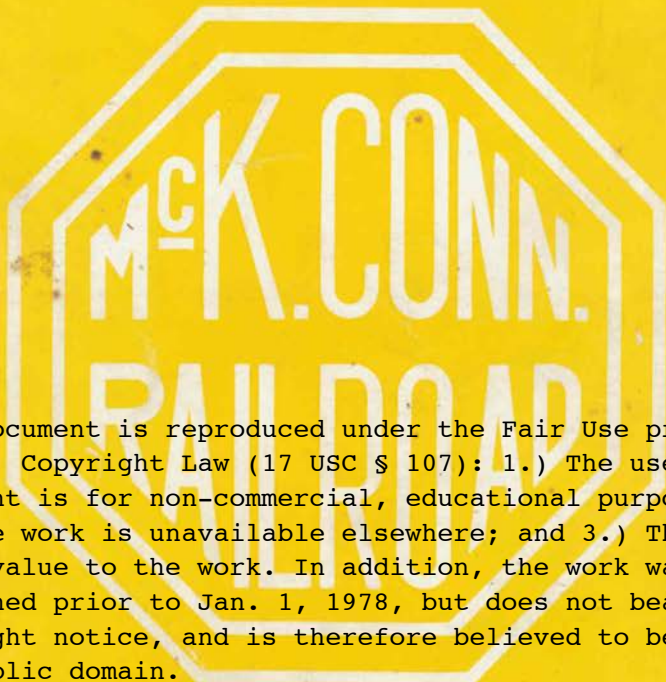 McK.CONN.
RAILROAD
ocument is reproduced under the Fair Use pr
Copyright Law (17 USC § 107): 1.) The use
nt is for non-commercial, educational purpo
e work is unavailable elsewhere; and 3.) Th
value to the work. In addition, the work wa
hed prior to Jan. 1, 1978, but does not bea
ght notice, and is therefore believed to be
blic domain.